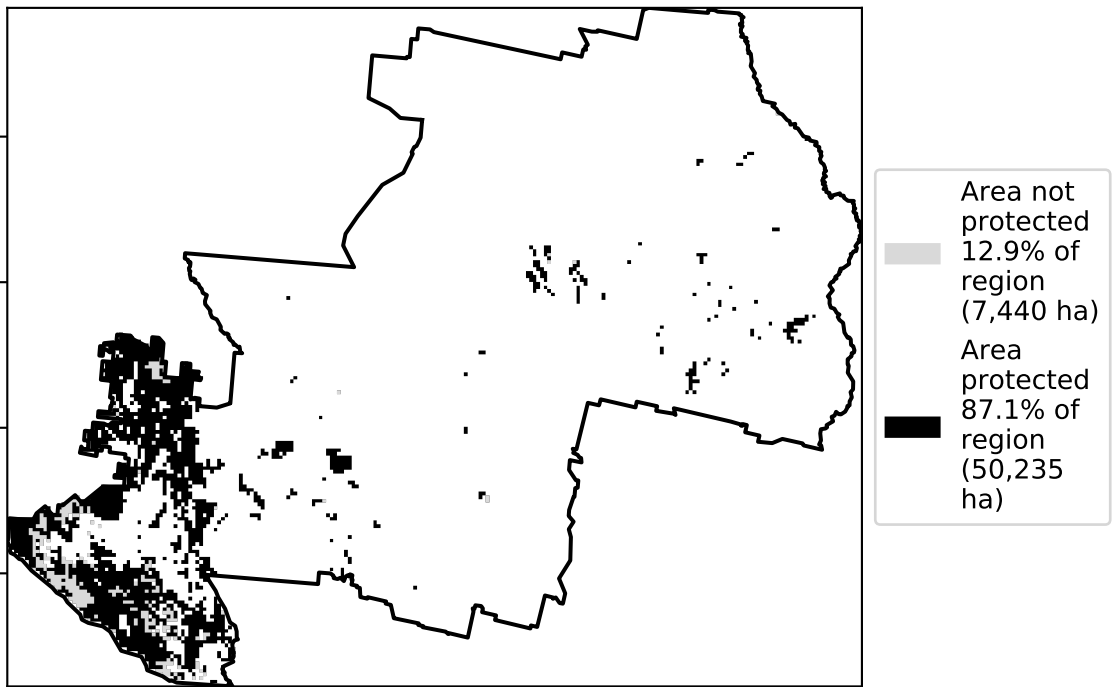 Area not
protected
12.9% of
region
(7,440 ha)
Area
protected
87.1% of
region
(50,235
ha)